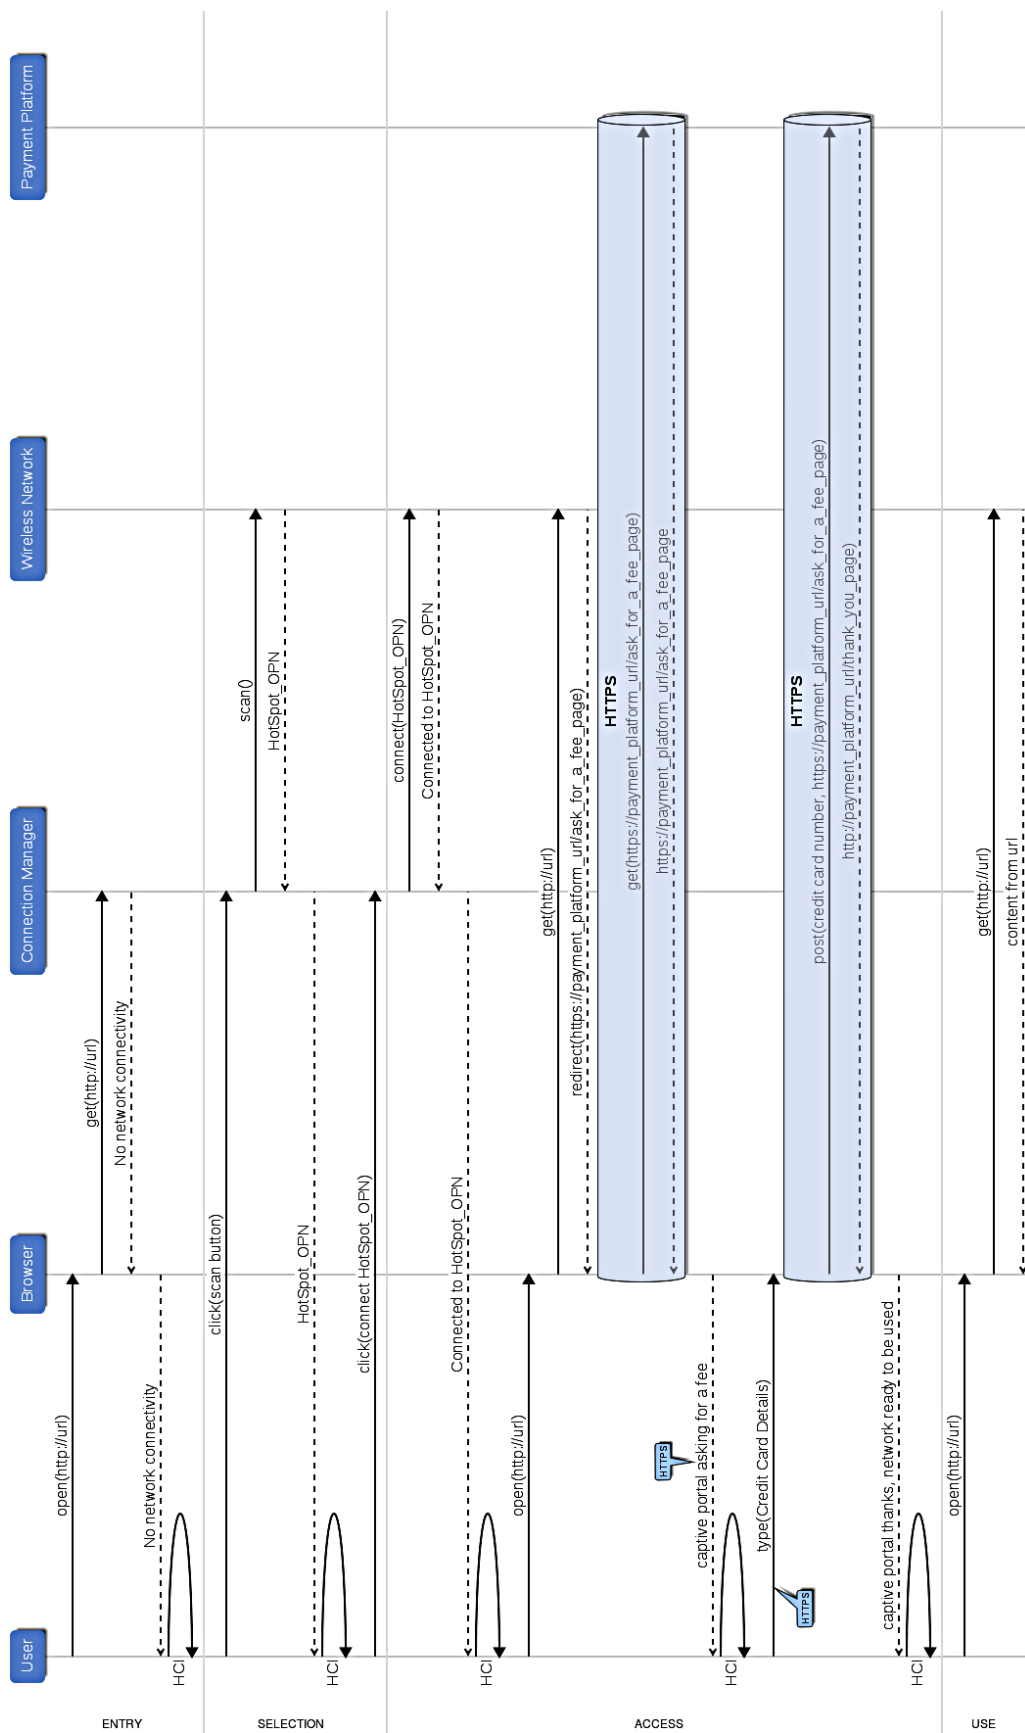 User
Browser
Connection Manager
Wireless Network
Payment Platform
ENTRY
open(http://url)
get(http://url)
No network connectivity
No network connectivity
HCI
SELECTION
click(scan button)
scan()
HotSpot_OPN
HotSpot_OPN
HCI
click(connect HotSpot_OPN)
ACCESS
connect(HotSpot_OPN)
Connected to HotSpot_OPN
Connected to HotSpot_OPN
HCI
open(http://url)
get(http://url)
redirect(https://payment_platform_url/ask_for_a_fee_page)
HTTPS
get(https://payment_platform_url/ask_for_a_fee_page)
https://payment_platform_url/ask_for_a_fee_page
HTTPS
captive portal asking for a fee
HCI
type(Credit Card Details)
HTTPS
HTTPS
post(credit card number, https://payment_platform_url/ask_for_a_fee_page)
http://payment_platform_url/thank_you_page)
captive portal thanks, network ready to be used
HCI
USE
open(http://url)
get(http://url)
content from url